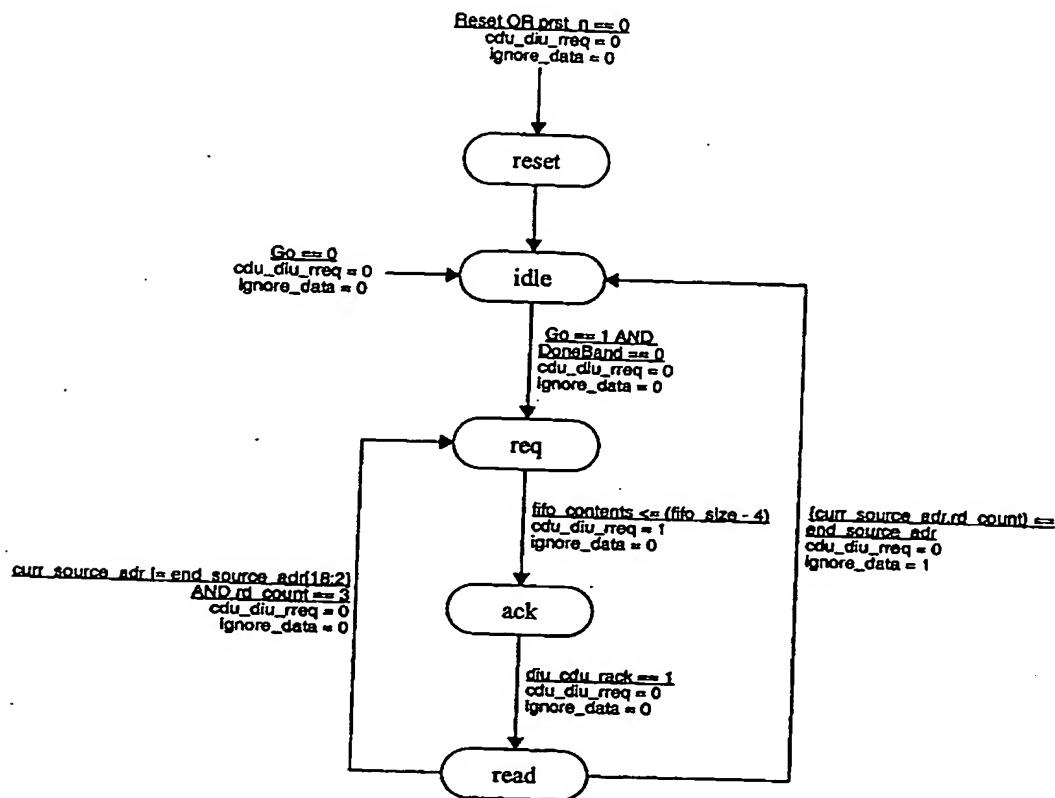 Reset OR prst_n == 0
cdu_diu_rreq = 0
ignore_data = 0
reset
Go == 0
cdu_diu_rreq = 0
ignore_data = 0
idle
Go == 1 AND
DoneBand == 0
cdu_diu_rreq = 0
ignore_data = 0
req
fifo_contents <= (fifo_size - 4)
cdu_diu_rreq = 1
ignore_data = 0
{curr_source_adr,rd_count} ==
end_source_adr
cdu_diu_rreq = 0
ignore_data = 1
curr_source_adr != end_source_adr[18:2]
AND rd_count == 3
cdu_diu_rreq = 0
ignore_data = 0
ack
diu_cdu_rack == 1
cdu_diu_rreq = 0
ignore_data = 0
read